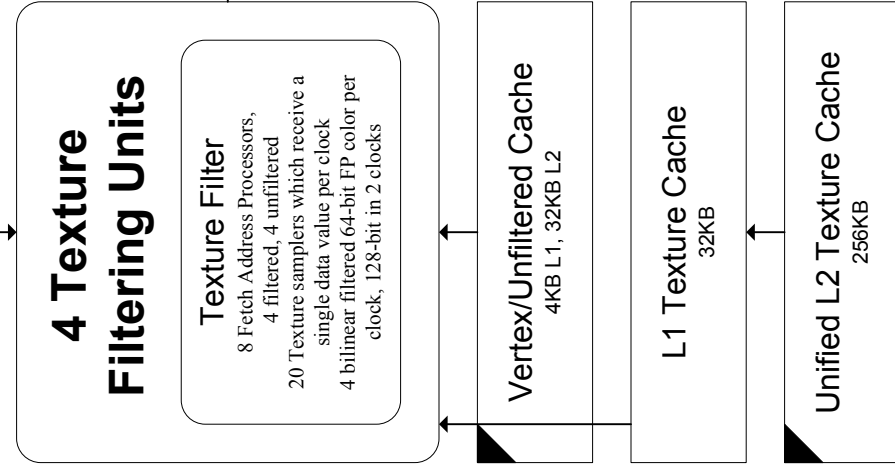 4 Texture
Filtering Units
Texture Filter
8 Fetch Address Processors,
4 filtered, 4 unfiltered
20 Texture samplers which receive a
single data value per clock
4 bilinear filtered 64-bit FP color per
clock, 128-bit in 2 clocks
Vertex/Unfiltered Cache
4KB L1, 32KB L2
L1 Texture Cache
32KB
Unified L2 Texture Cache
256KB